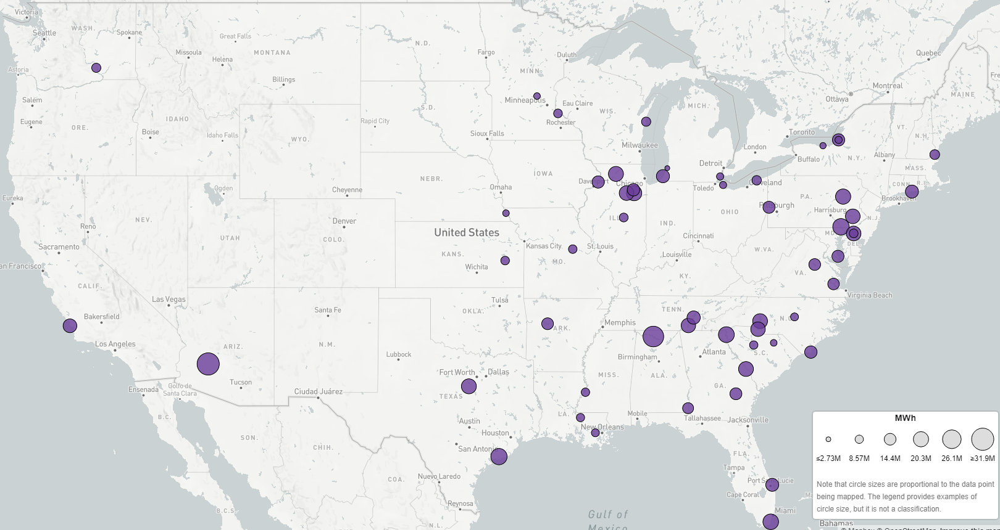 Victoria
Seattle
WASH.
Spokane
Great Falls
Missoula
Helena
MONTANA
N.D.
Fargo
Duluth
Quebec
Astoria
Billings
MINN.
Montreal
Ottawa
MAINE
Salem
Minneapolis
Eau Claire
Eugene
IDAHO
S.D.
WIS.
MICH.
ORE.
Boise
Idaho Falls
Rapid City
Rochester
VT.
N.H.
WYO.
Sioux Falls
Toronto
Milwaukee
London
Buffalo
N.Y.
Albany
Detroit
MASS.
IOWA
NEBR.
Chicago
Toledo
CONN.
R.I.
Ogden
Cheyenne
Omaha
PA.
Eureka
Brookhaven
NEV.
Denver
United States
ILL.
IND.
OHIO
Harrisburg
N.J.
Reno
UTAH
COLO.
Cincinnati
MD.
DEL.
Sacramento
Kansas City
St. Louis
KANS.
MO.
Louisville
W.VA.
an Francisco
Wichita
VA.
KY.
CALIF.
Las Vegas
Virginia Beach
Tulsa
Santa Fe
OKLA.
TENN.
Bakersfield
Memphis
ARK.
Los Angeles
ARIZ.
N.M.
Lubbock
Birmingham
Atlanta
S.C.
Fort Worth
Dallas
MISS.
ALA.
Tucson
Ensenada
Golfo de
Santa Clara
Ciudad Juárez
TEXAS
GA.
B.C.
LA.
Mobile
Tallahassee
Jacksonville
Austin
New Orleans
SON.
Houston
CHIH.
San Antonio
FLA.
Tampa
COA.
Nuevo Laredo
Cape Coral
Reynosa
B.C.S.
Gulf of
Mexico
Miami
N.L.
Bahamas
MWh
≤2.73M 8.57M 14.4M 20.3M 26.1M ≥31.9M
Note that circle sizes are proportional to the data point
being mapped. The legend provides examples of
circle size, but it is not a classification.
© Mapbox © OpenStreetMap Improve this map